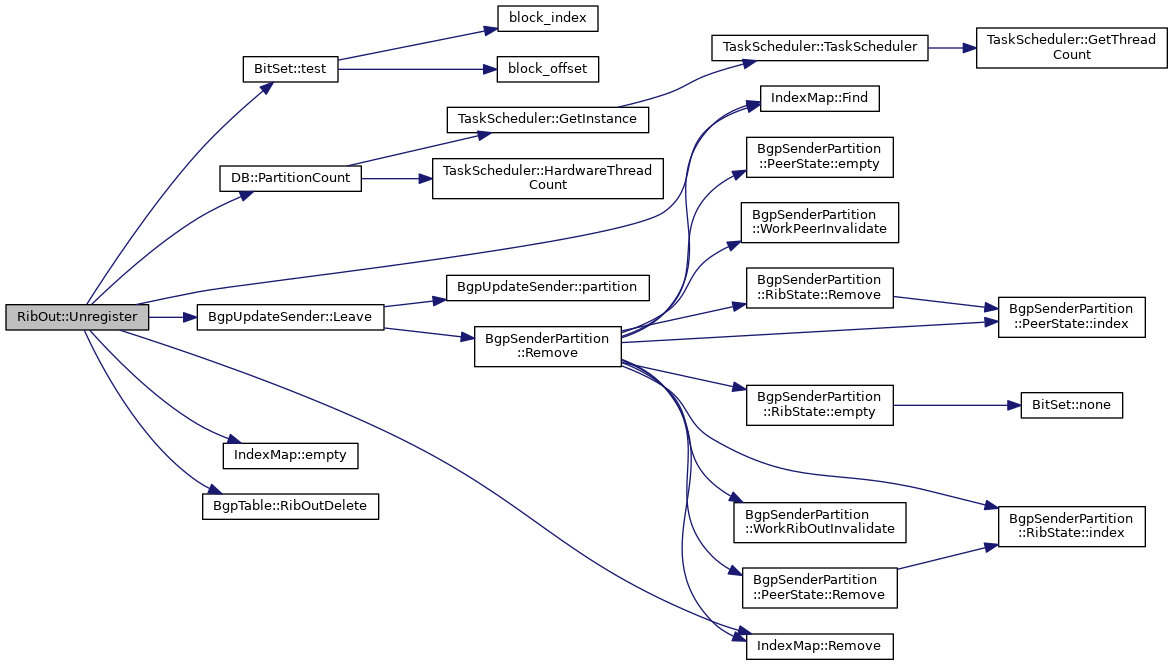 block_index
BitSet::test
block_offset
TaskScheduler::TaskScheduler
TaskScheduler::GetThread
Count
IndexMap::Find
TaskScheduler::GetInstance
DB::PartitionCount
TaskScheduler::HardwareThread
Count
BgpSenderPartition
::PeerState::empty
BgpSenderPartition
::WorkPeerInvalidate
BgpUpdateSender::partition
BgpSenderPartition
::RibState::Remove
BgpSenderPartition
::PeerState::index
RibOut::Unregister
BgpUpdateSender::Leave
BgpSenderPartition
::Remove
BgpSenderPartition
::RibState::empty
BitSet::none
IndexMap::empty
BgpTable::RibOutDelete
BgpSenderPartition
::WorkRibOutInvalidate
BgpSenderPartition
::RibState::index
BgpSenderPartition
::PeerState::Remove
IndexMap::Remove